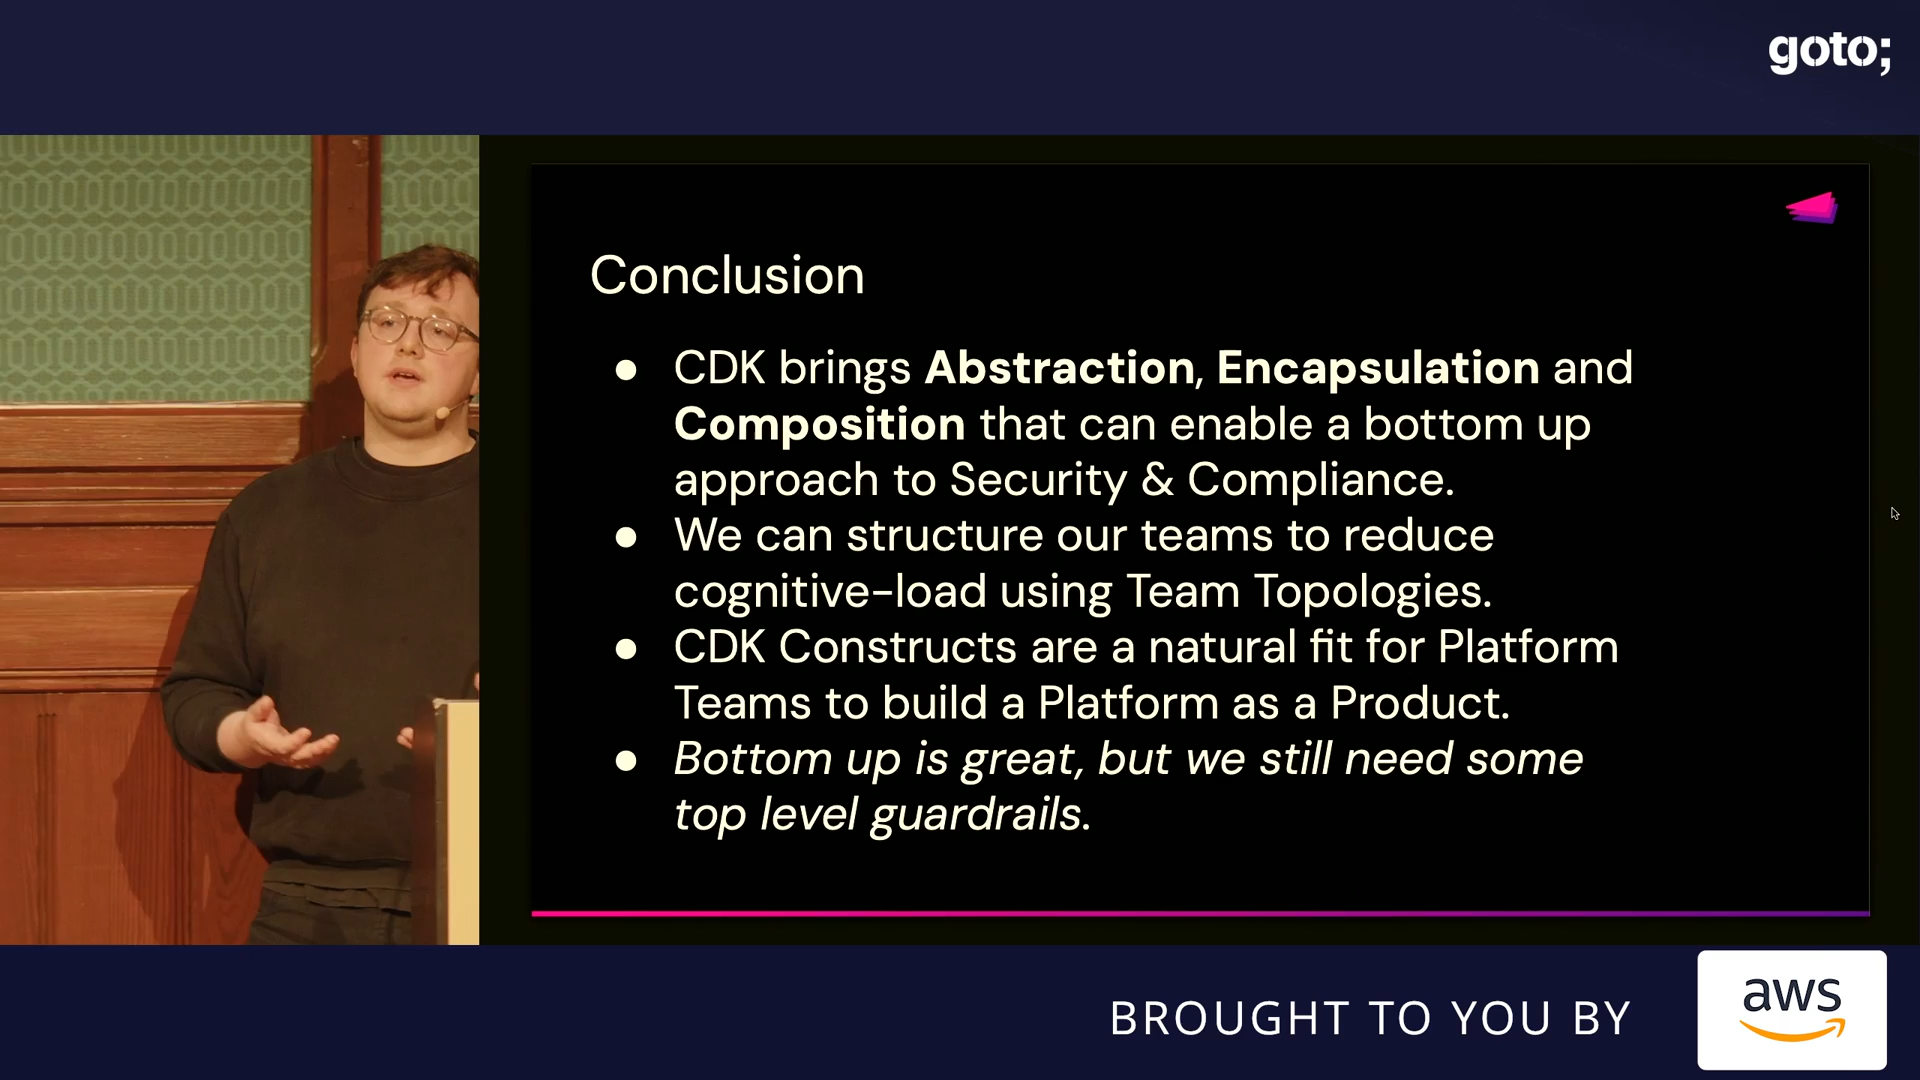 goto;
Conclusion
● CDK brings Abstraction, Encapsulation and
Composition that can enable a bottom up
approach to Security & Compliance.
● We can structure our teams to reduce
cognitive-load using Team Topologies.
● CDK Constructs are a natural fit for Platform
Teams to build a Platform as a Product.
● Bottom up is great, but we still need some
top level guardrails.
BROUGHT TO YOU BY
aws